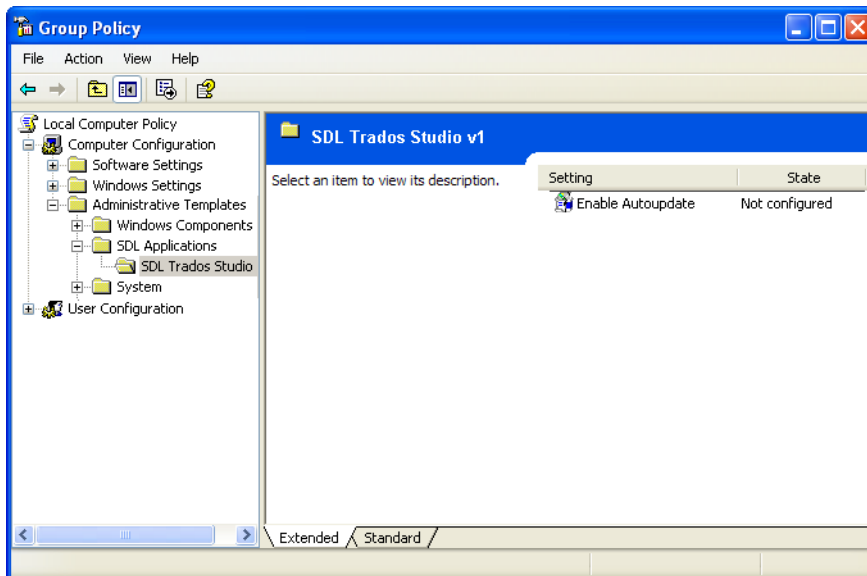 Group Policy
File Action View Help
Local Computer Policy
Computer Configuration
Software Settings
Windows Settings
Administrative Templates
Windows Components
SDL Applications
SDL Trados Studio
System
User Configuration
SDL Trados Studio v1
Select an item to view its description.
Setting State
Enable Autoupdate Not configured
Extended Standard